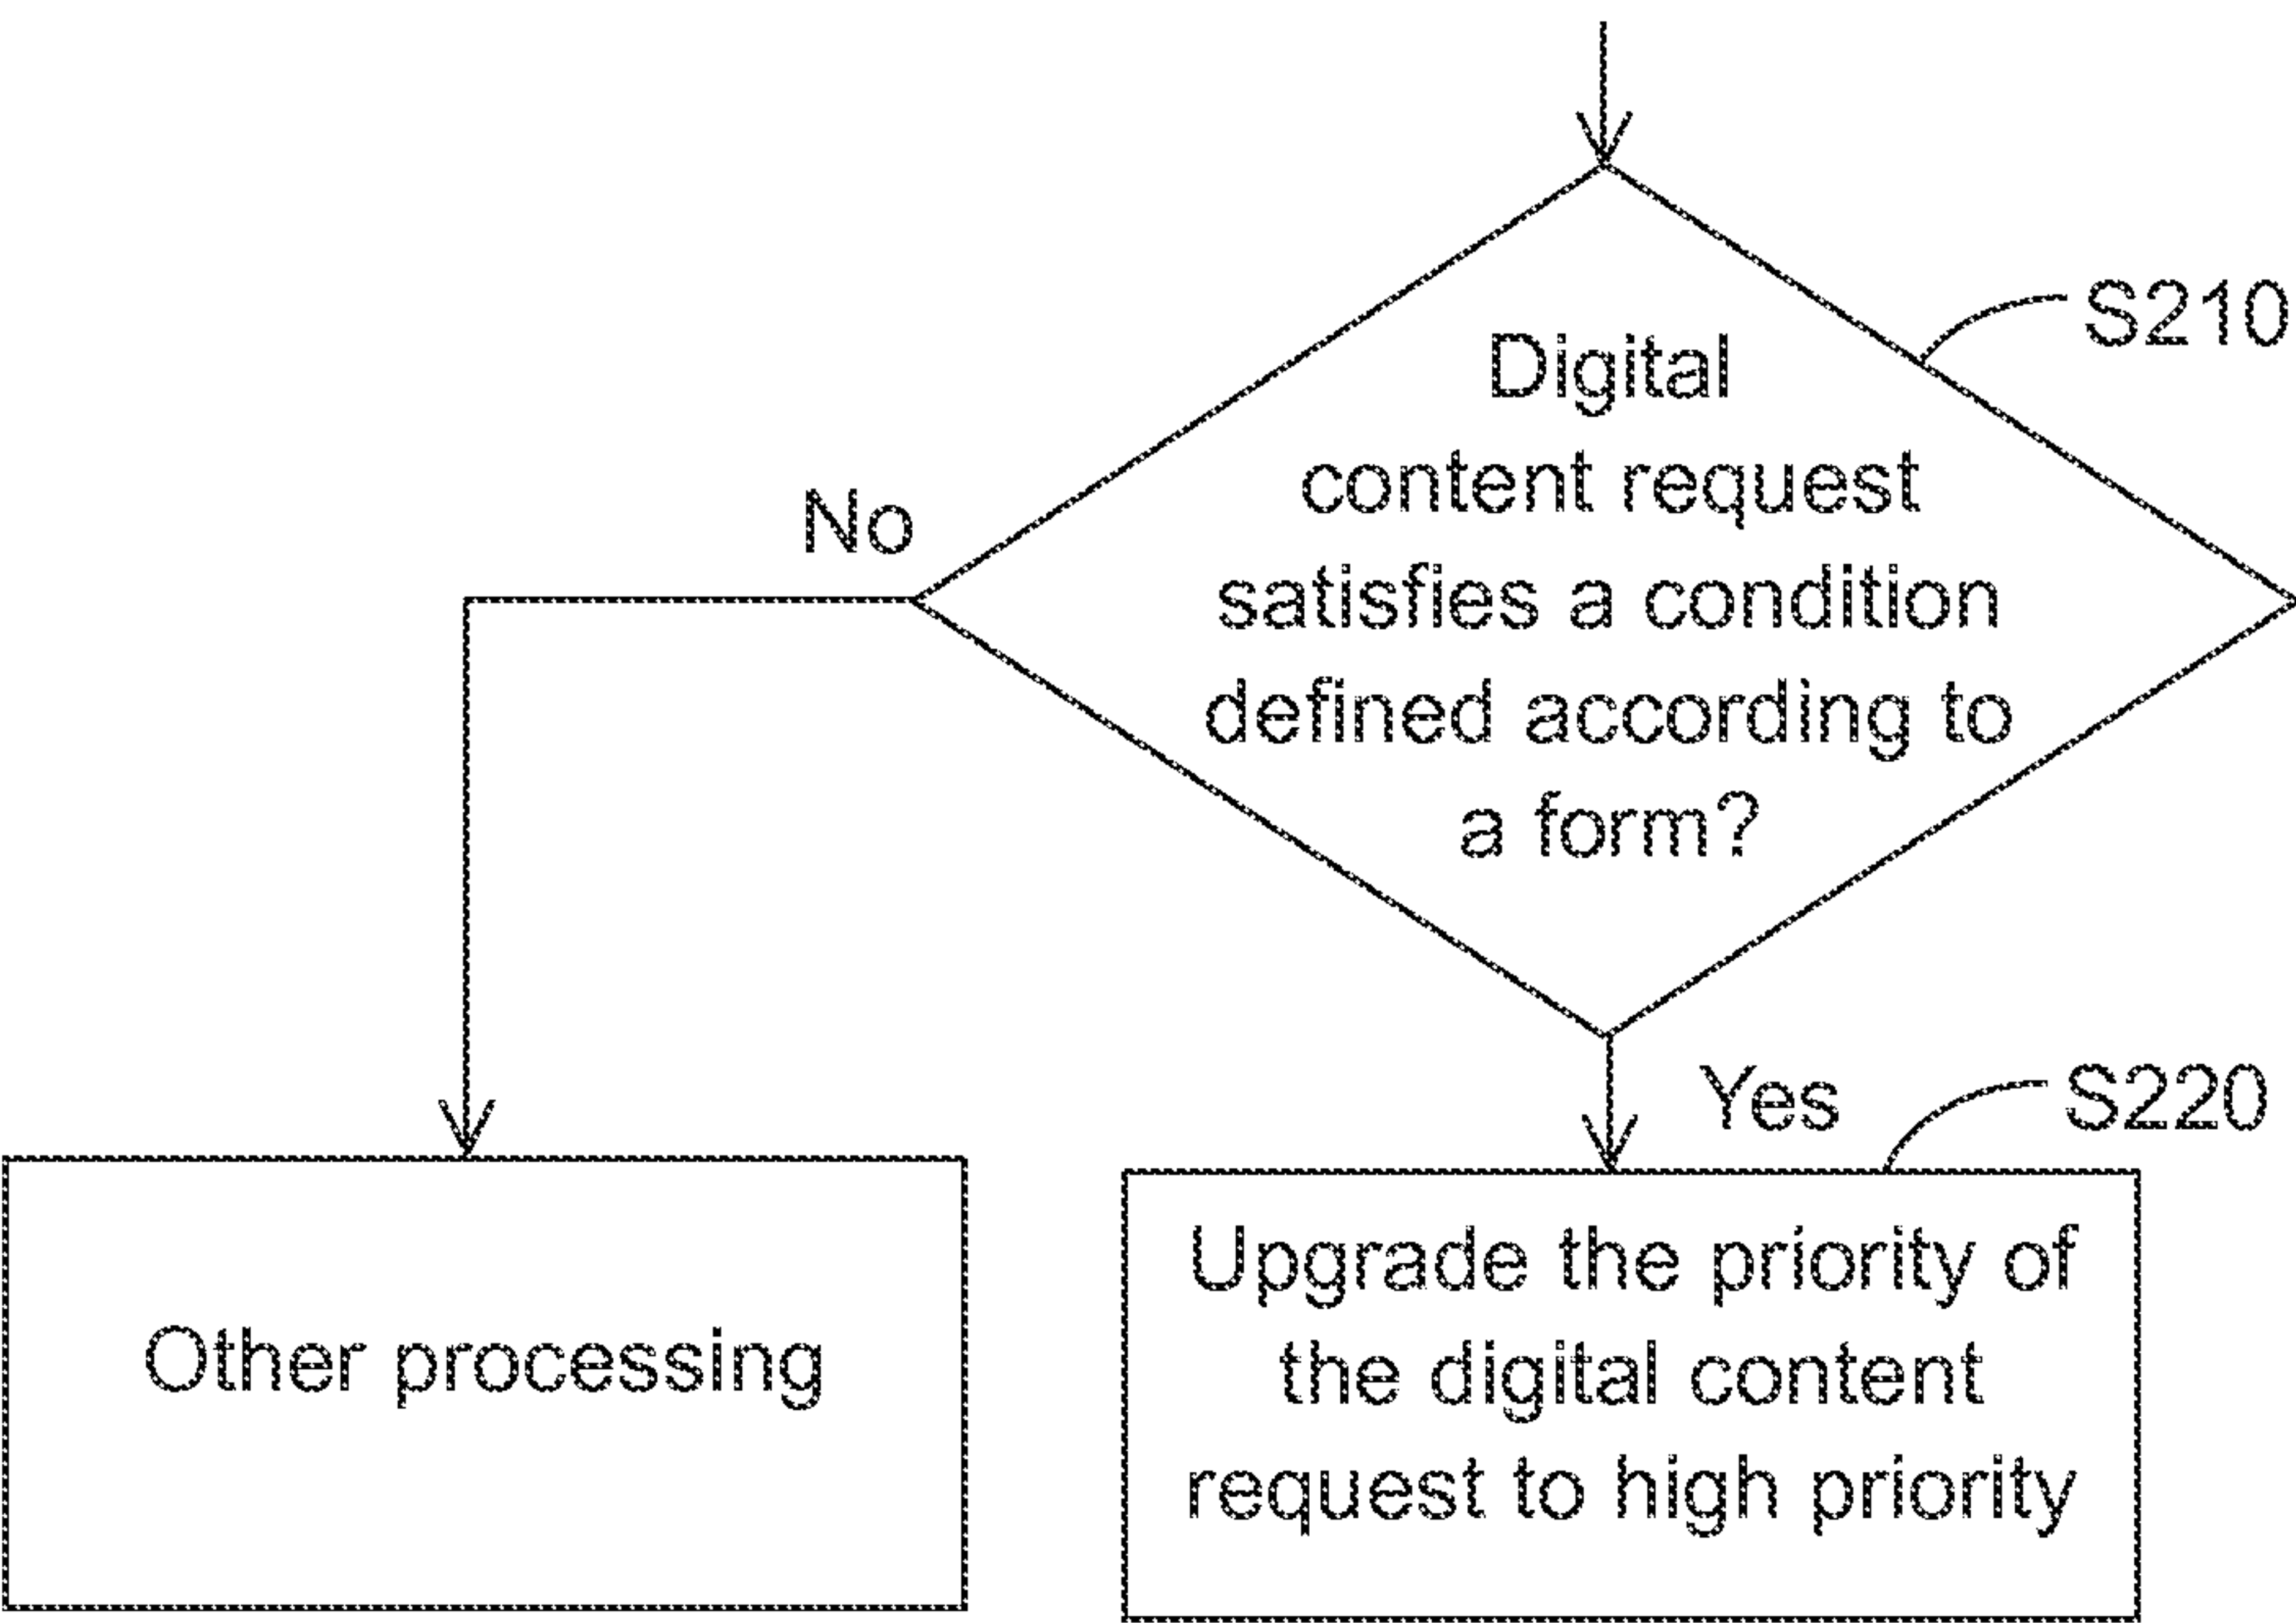 S210
Digital
content request
satisfies a condition
defined according to
a form?
No
Yes
S220
Other processing
Upgrade the priority of
the digital content
request to high priority